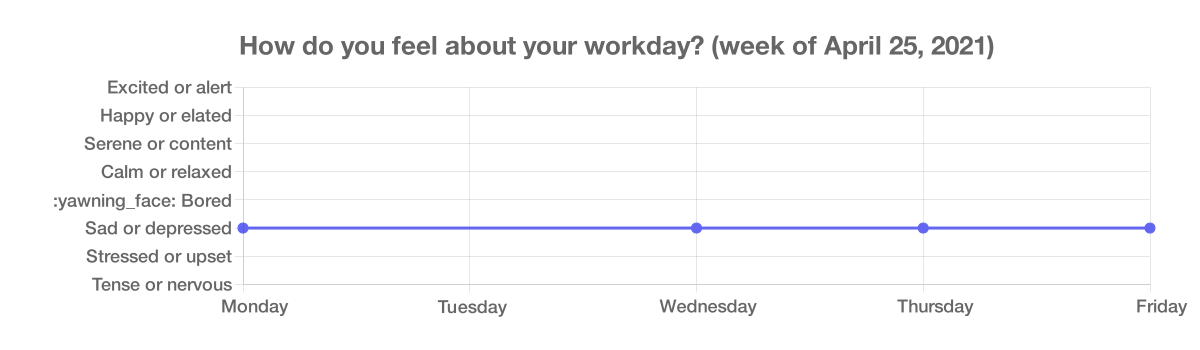 How do you feel about your workday? (week of April 25, 2021)
Excited or alert
Happy or elated
Serene or content
Calm or relaxed
:yawning_face: Bored
Sad or depressed
Stressed or upset
Tense or nervous
Monday Tuesday Wednesday Thursday Friday